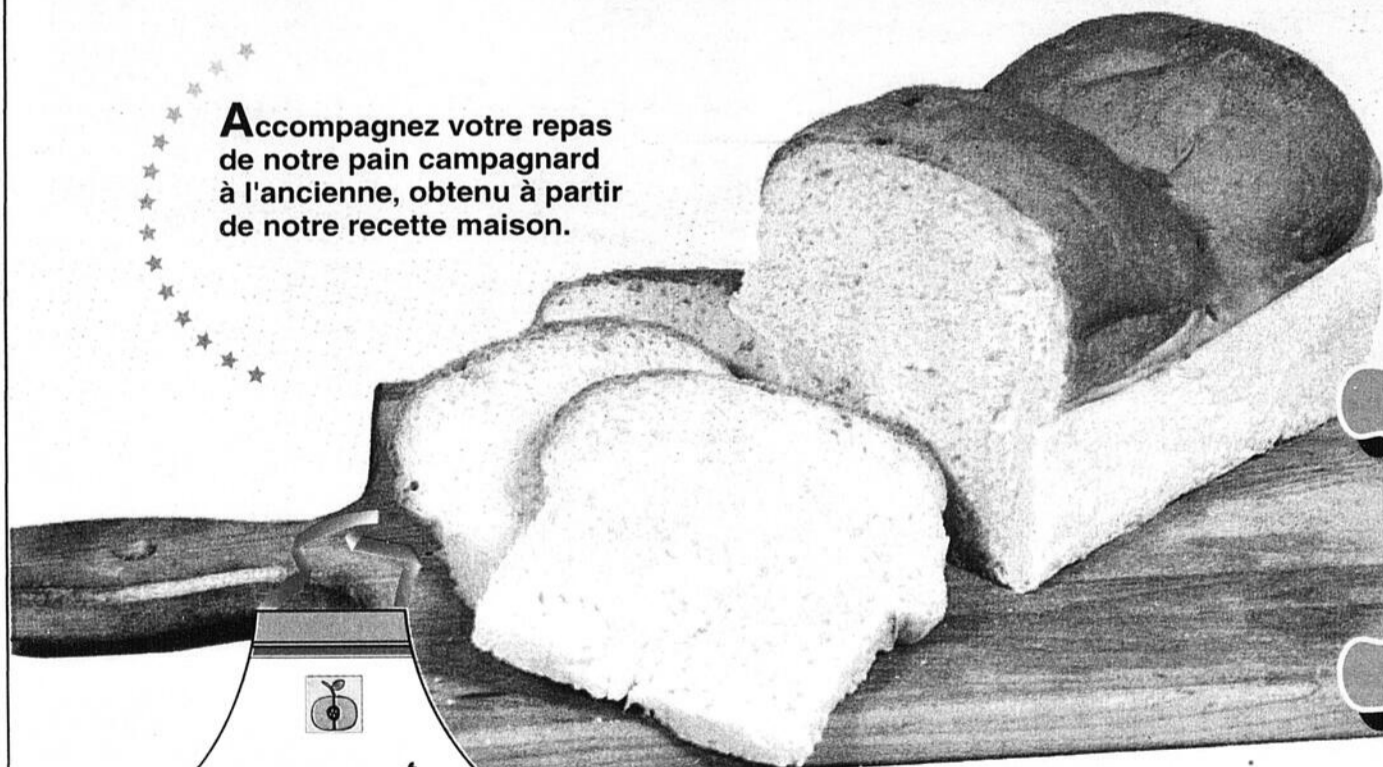 Accompagnez votre repas
de notre pain campagnard
à l'ancienne, obtenu à partir
de notre recette maison.